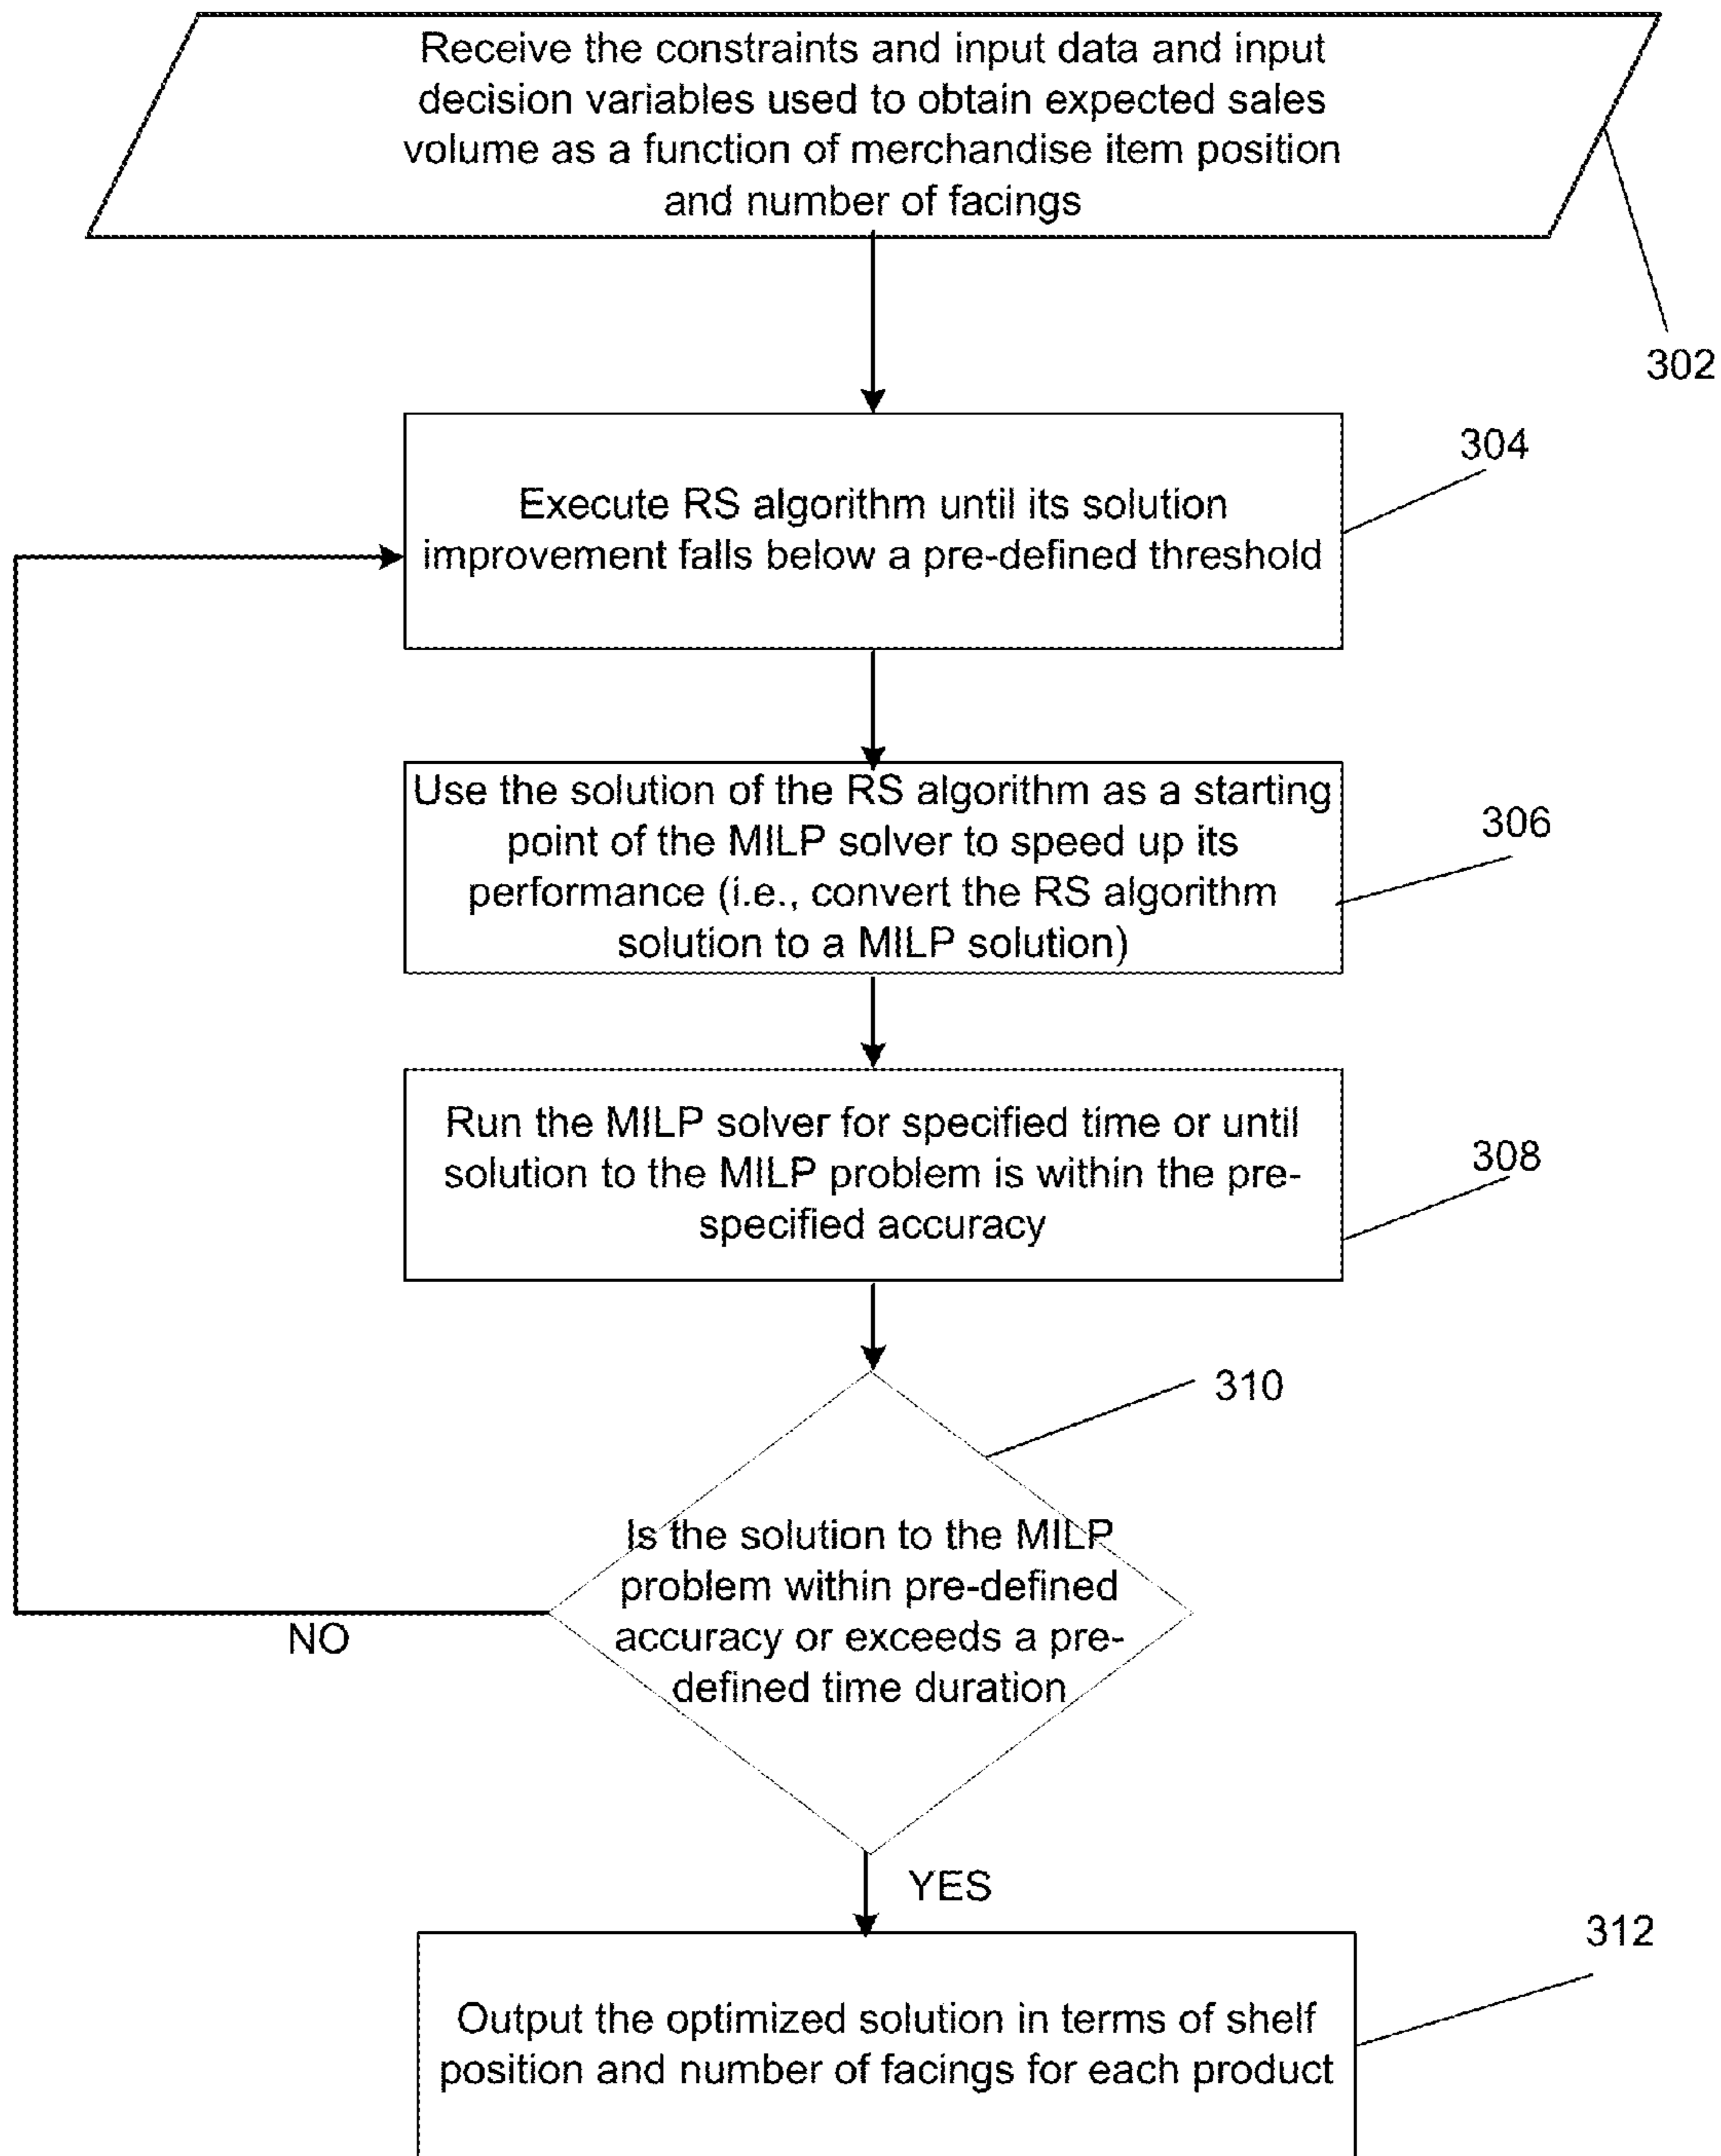 Receive the constraints and input data and input
decision variables used to obtain expected sales
volume as a function of merchandise item position
and number of facings
302
304
Execute RS algorithm until its solution
improvement falls below a pre-defined threshold
Use the solution of the RS algorithm as a starting
point of the MILP solver to speed up its
performance (i.e., convert the RS algorithm
solution to a MILP solution)
306
Run the MILP solver for specified time or until
solution to the MILP problem is within the pre-
specified accuracy
308
310
Is the solution to the MILP
problem within pre-defined
accuracy or exceeds a pre-
defined time duration
NO
YES
312
Output the optimized solution in terms of shelf
position and number of facings for each product